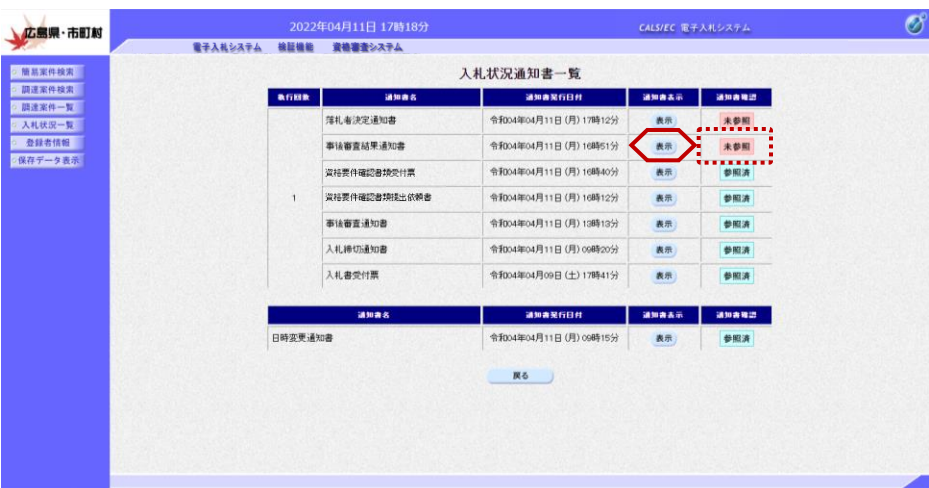 広島県・市町村
2022年04月11日 17時18分
CALS/EC 電子入札システム
電子入札システム 検証機能 資格審査システム
簡易案件検索
調達案件検索
調達案件一覧
入札状況一覧
登録者情報
保存データ表示
入札状況通知書一覧
執行回数 通知書名 通知書発行日付 通知書表示 通知書確認
落札者決定通知書 令和04年04月11日 (月) 17時12分 表示 未参照
事後審査結果通知書 令和04年04月11日 (月) 16時51分 表示 未参照
資格要件確認書類受付票 令和04年04月11日 (月) 16時40分 表示 参照済
1 資格要件確認書類提出依頼書 令和04年04月11日 (月) 16時12分 表示 参照済
事後審査通知書 令和04年04月11日 (月) 13時13分 表示 参照済
入札締切通知書 令和04年04月11日 (月) 09時20分 表示 参照済
入札書受付票 令和04年04月09日 (土) 17時41分 表示 参照済
通知書名 通知書発行日付 通知書表示 通知書確認
日時変更通知書 令和04年04月11日 (月) 09時15分 表示 参照済
戻る